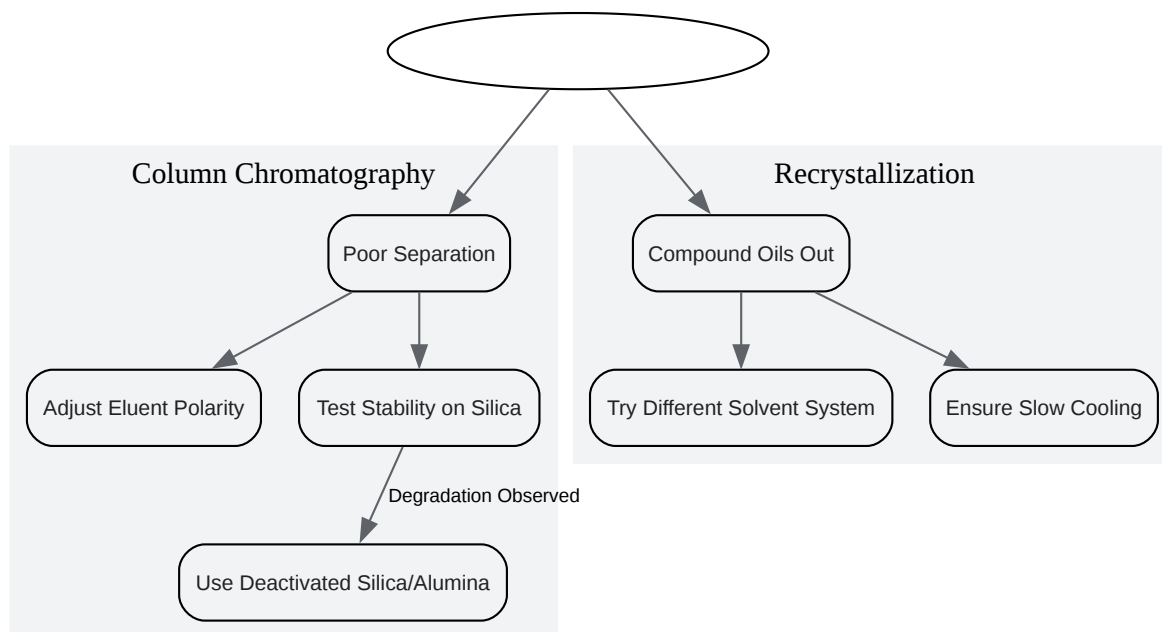 Column Chromatography
Poor Separation
Adjust Eluent Polarity
Test Stability on Silica
Degradation Observed
Use Deactivated Silica/Alumina
Recrystallization
Compound Oils Out
Try Different Solvent System
Ensure Slow Cooling